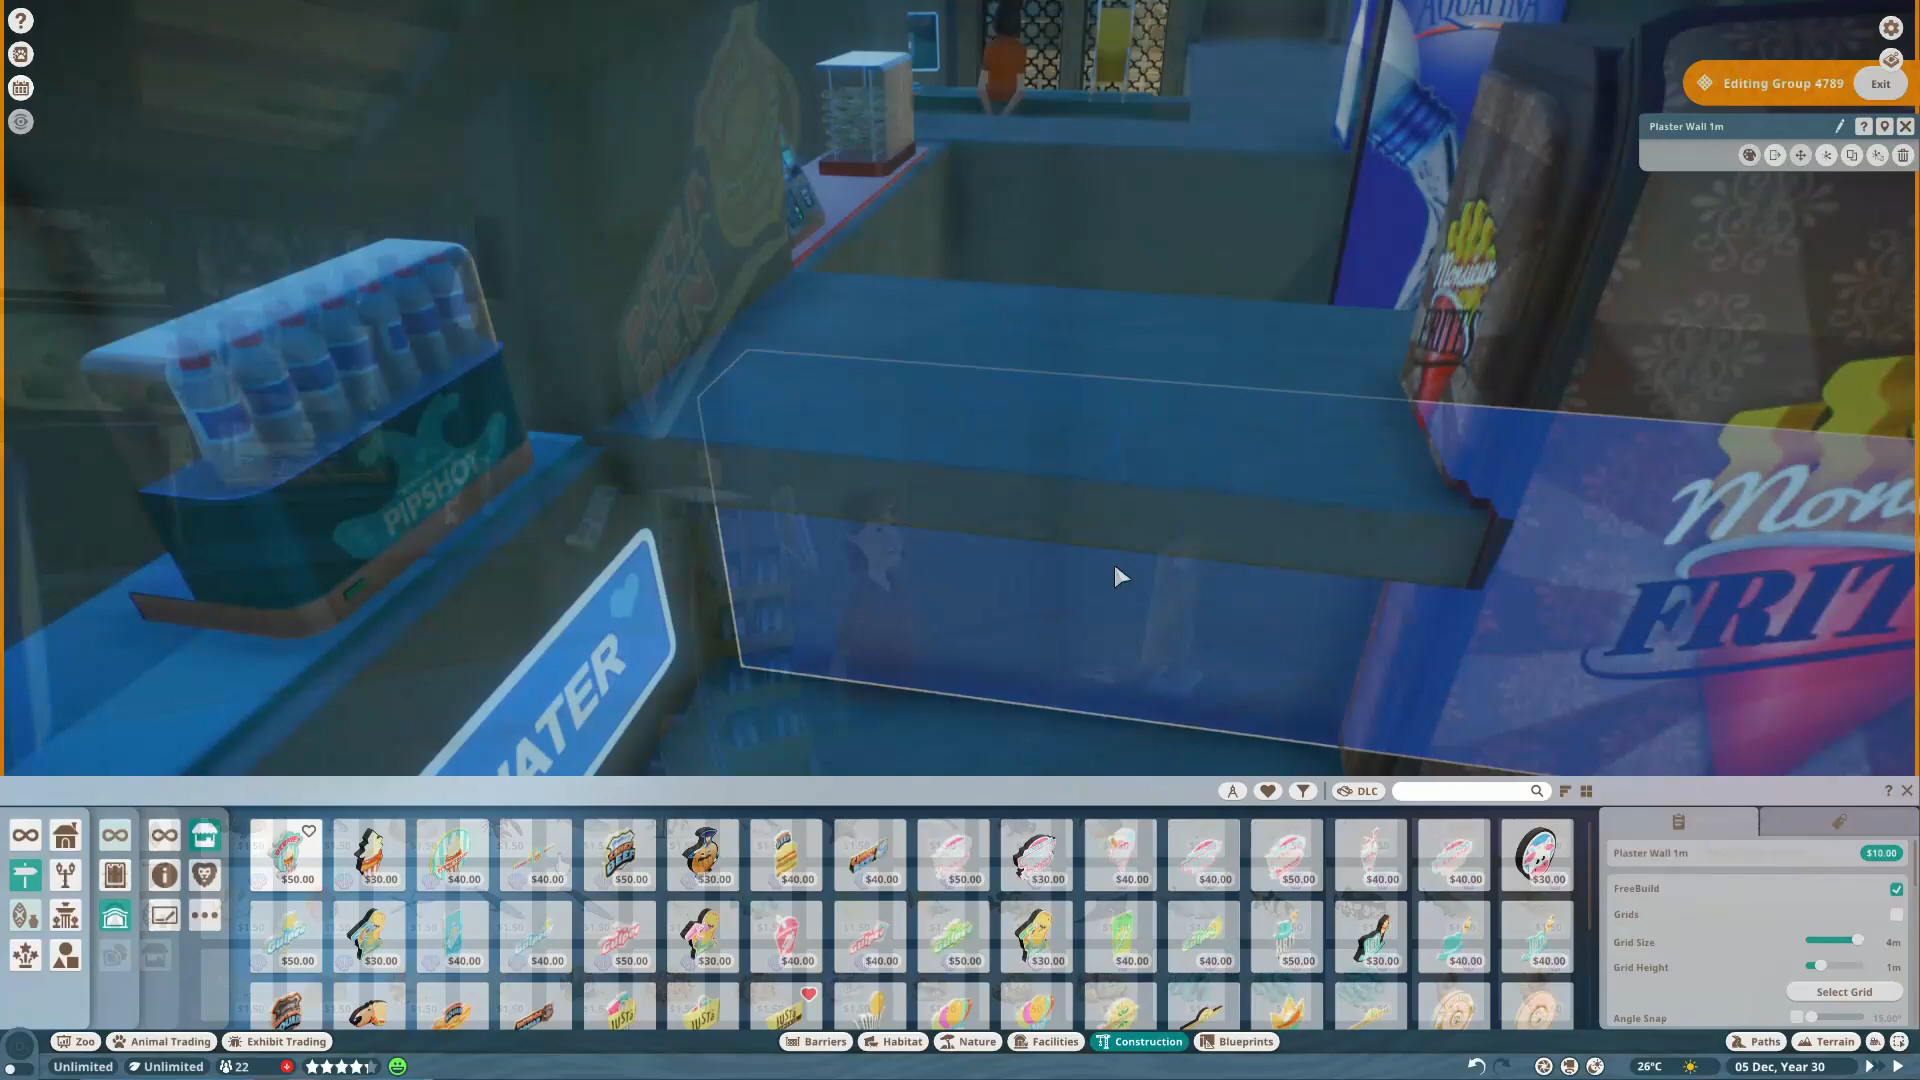 AQUAFINA
Editing Group 4789
Exit
Plaster Wall 1m
PIZZA
PEN
Monsieur
FRITES
PIPSHOT
WATER
Mon
FRIT
DLC
$50.00 $30.00 $40.00 $40.00 $50.00 $30.00 $40.00 $40.00 $50.00 $30.00 $40.00 $40.00 $50.00 $40.00 $40.00 $30.00
$50.00 $30.00 $40.00 $40.00 $50.00 $30.00 $40.00 $40.00 $50.00 $30.00 $40.00 $40.00 $50.00 $30.00 $40.00 $40.00
Plaster Wall 1m
$10.00
FreeBuild
Grids
Grid Size
4m
Grid Height
1m
Select Grid
Angle Snap
15.00°
Zoo
Animal Trading
Exhibit Trading
Barriers
Habitat
Nature
Facilities
Construction
Blueprints
Paths
Terrain
Unlimited
Unlimited
22
26°C
05 Dec, Year 30